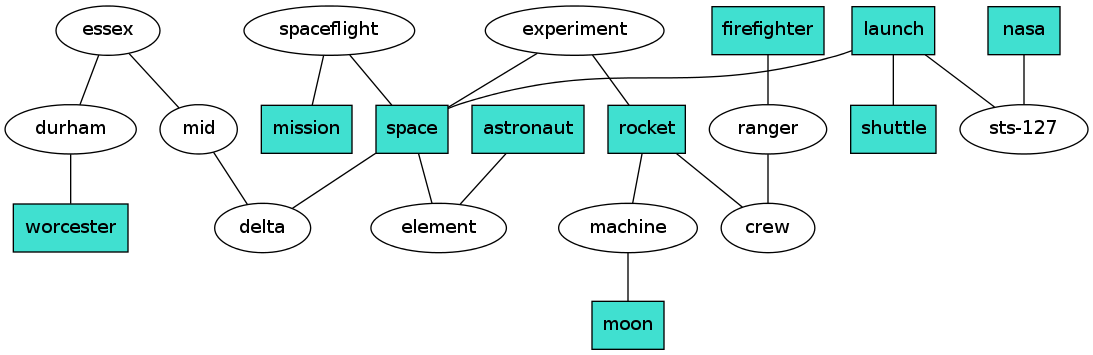 essex
spaceflight
experiment
firefighter
launch
nasa
durham
mid
mission
space
astronaut
rocket
ranger
shuttle
sts-127
worcester
delta
element
machine
crew
moon